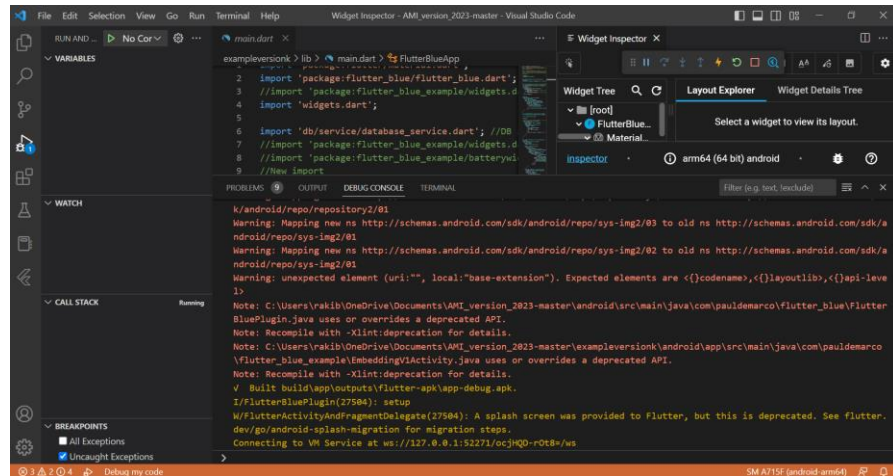 File Edit Selection View Go Run Terminal Help
Widget Inspector - AMI_version_2023-master - Visual Studio Code
RUN AND ... No Cor
VARIABLES
WATCH
CALL STACK Running
BREAKPOINTS
All Exceptions
Uncaught Exceptions
main.dart
exampleversionk > lib > main.dart > FlutterBlueApp
2 import 'package:flutter_blue/flutter_blue.dart';
3 //import 'package:flutter_blue_example/widgets.d
4 import 'widgets.dart';
5
6 import 'db/service/database_service.dart'; //DB
7 //import 'package:flutter_blue_example/widgets.d
8 //import 'package:flutter_blue_example/batterywi
9 //New import
Widget Inspector
Widget Tree
Layout Explorer Widget Details Tree
[root]
FlutterBlue...
Material...
Select a widget to view its layout.
inspector arm64 (64 bit) android
PROBLEMS 9 OUTPUT DEBUG CONSOLE TERMINAL
Filter (e.g. text, !exclude)
k/android/repo/repository2/01
Warning: Mapping new ns http://schemas.android.com/sdk/android/repo/sys-img2/03 to old ns http://schemas.android.com/sdk/a
ndroid/repo/sys-img2/01
Warning: Mapping new ns http://schemas.android.com/sdk/android/repo/sys-img2/02 to old ns http://schemas.android.com/sdk/a
ndroid/repo/sys-img2/01
Warning: unexpected element (uri:"", local:"base-extension"). Expected elements are <{}codename>,<{}layoutlib>,<{}api-leve
l>
Note: C:\Users\rakib\OneDrive\Documents\AMI_version_2023-master\android\src\main\java\com\pauldemarco\flutter_blue\Flutter
BluePlugin.java uses or overrides a deprecated API.
Note: Recompile with -Xlint:deprecation for details.
Note: C:\Users\rakib\OneDrive\Documents\AMI_version_2023-master\exampleversionk\android\app\src\main\java\com\pauldemarco
\flutter_blue_example\EmbeddingV1Activity.java uses or overrides a deprecated API.
Note: Recompile with -Xlint:deprecation for details.
√ Built build\app\outputs\flutter-apk\app-debug.apk.
I/FlutterBluePlugin(27504): setup
W/FlutterActivityAndFragmentDelegate(27504): A splash screen was provided to Flutter, but this is deprecated. See flutter.
dev/go/android-splash-migration for migration steps.
Connecting to VM Service at ws://127.0.0.1:52271/ocjHQD-rOt8=/ws
>
3 2 4 Debug my code
SM A715F (android-arm64)